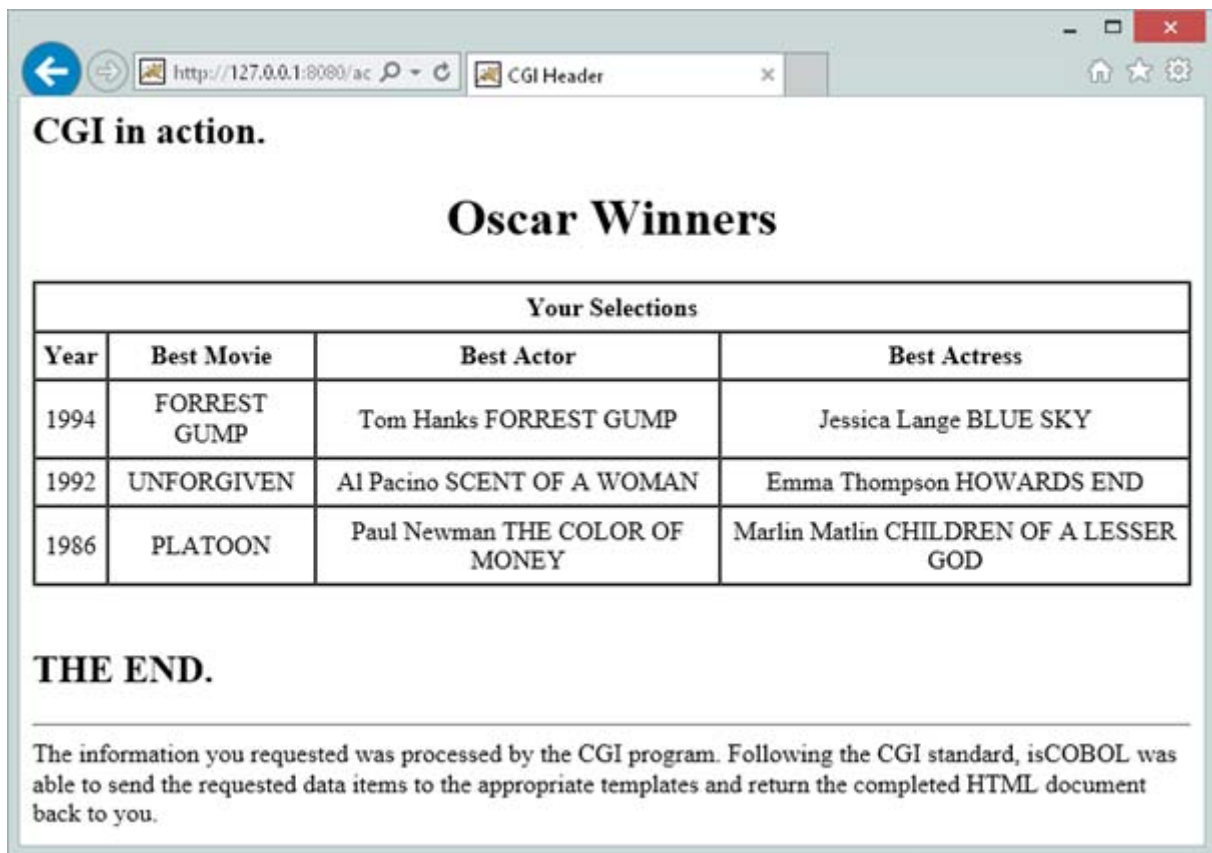 http://127.0.0.1:8080/ac
CGI Header
CGI in action.
Oscar Winners
Your Selections
Year Best Movie Best Actor Best Actress
1994 FORREST GUMP Tom Hanks FORREST GUMP Jessica Lange BLUE SKY
1992 UNFORGIVEN Al Pacino SCENT OF A WOMAN Emma Thompson HOWARDS END
1986 PLATOON Paul Newman THE COLOR OF MONEY Marlin Matlin CHILDREN OF A LESSER GOD
THE END.
The information you requested was processed by the CGI program. Following the CGI standard, isCOBOL was
able to send the requested data items to the appropriate templates and return the completed HTML document
back to you.